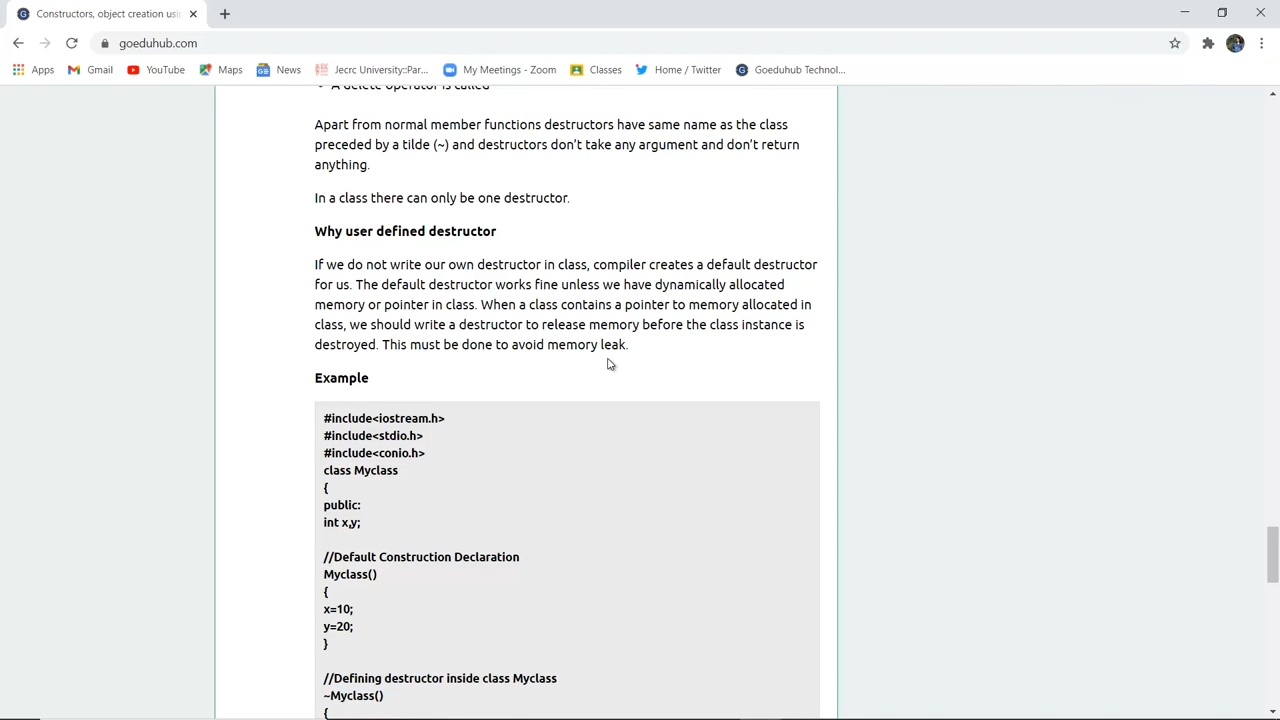 Constructors, object creation usi
goeduhub.com
Apps
Gmail
YouTube
Maps
News
Jecrc University::Par...
My Meetings - Zoom
Classes
Home / Twitter
Goeduhub Technol...
A delete operator is called
Apart from normal member functions destructors have same name as the class
preceded by a tilde (~) and destructors don't take any argument and don't return
anything.
In a class there can only be one destructor.
Why user defined destructor
If we do not write our own destructor in class, compiler creates a default destructor
for us. The default destructor works fine unless we have dynamically allocated
memory or pointer in class. When a class contains a pointer to memory allocated in
class, we should write a destructor to release memory before the class instance is
destroyed. This must be done to avoid memory leak.
Example
#include<iostream.h>
#include<stdio.h>
#include<conio.h>
class Myclass
{
public:
int x,y;
//Default Construction Declaration
Myclass()
{
x=10;
y=20;
}
//Defining destructor inside class Myclass
~Myclass()
{